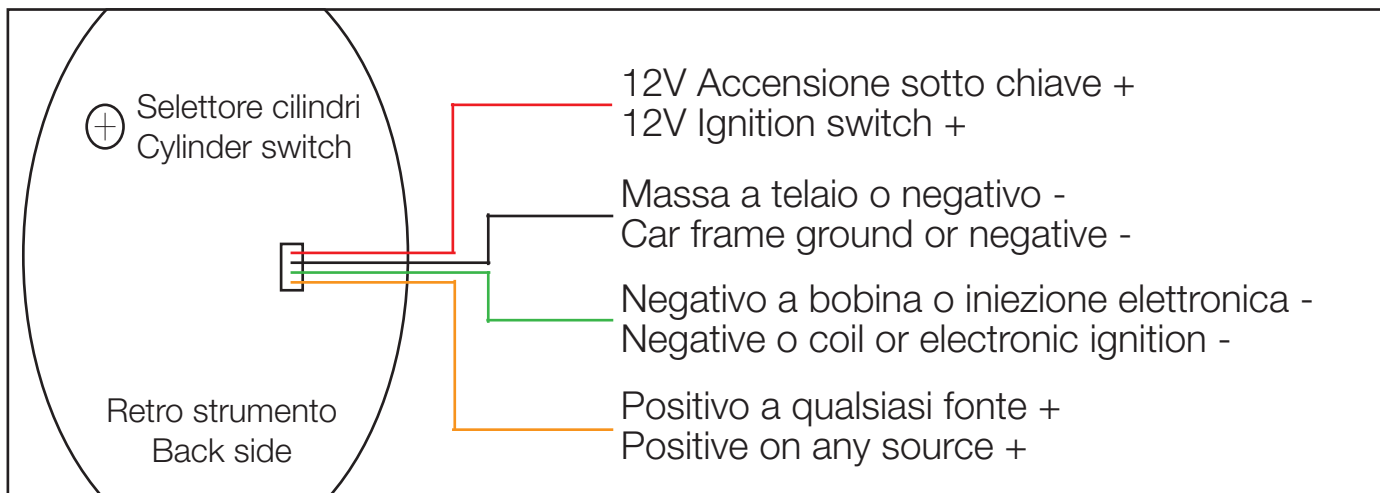 Selettore cilindri
Cylinder switch
Retro strumento
Back side
12V Accensione sotto chiave +
12V Ignition switch +
Massa a telaio o negativo -
Car frame ground or negative -
Negativo a bobina o iniezione elettronica -
Negative o coil or electronic ignition -
Positivo a qualsiasi fonte +
Positive on any source +